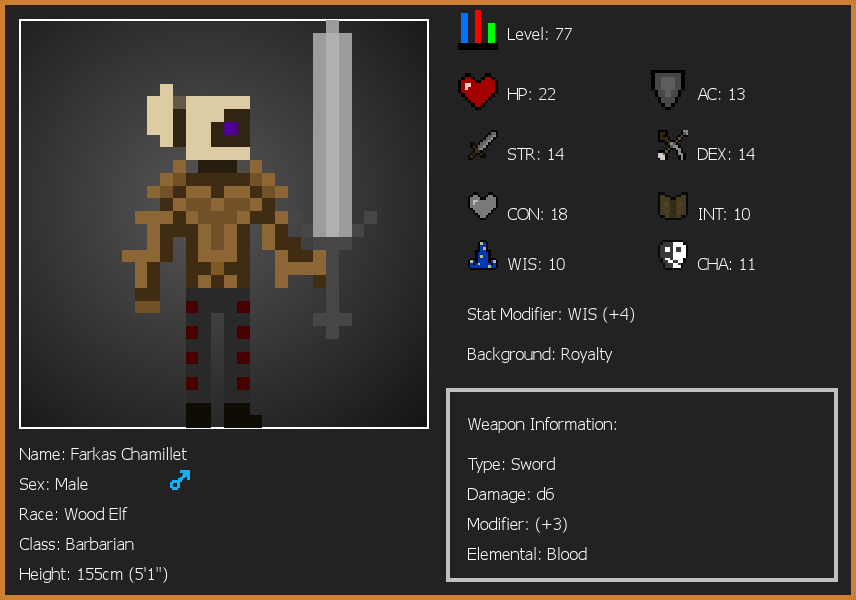 Level: 77
HP: 22
AC: 13
STR: 14
DEX: 14
CON: 18
INT: 10
WIS: 10
CHA: 11
Stat Modifier: WIS (+4)
Background: Royalty
Weapon Information:
Type: Sword
Damage: d6
Modifier: (+3)
Elemental: Blood
Name: Farkas Chamillet
Sex: Male
Race: Wood Elf
Class: Barbarian
Height: 155cm (5'1")